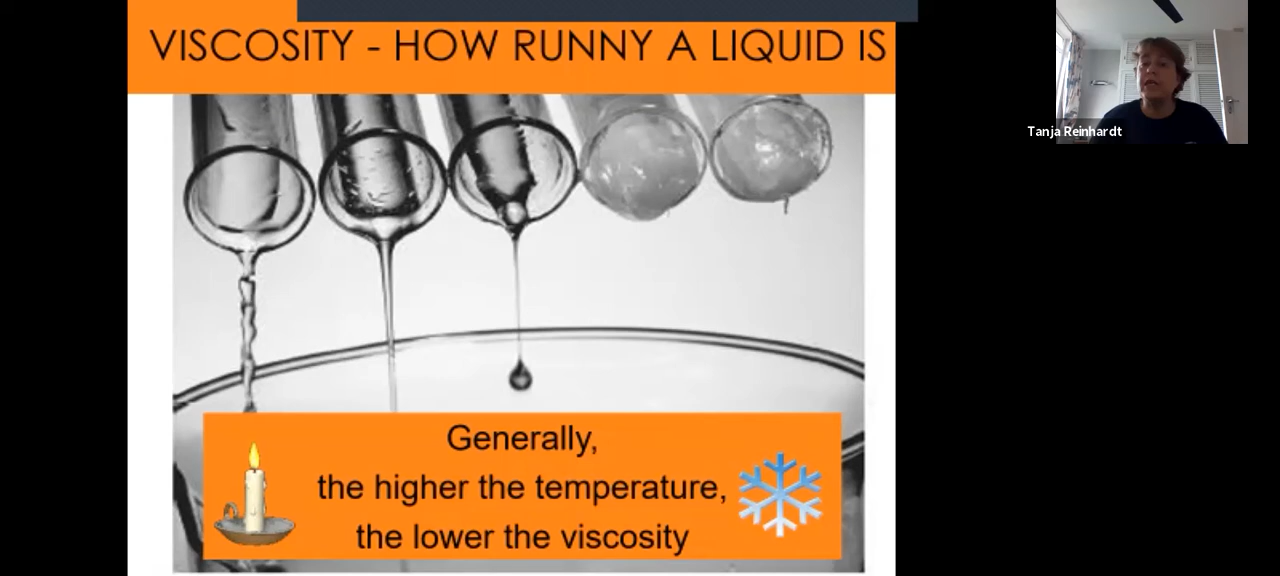 VISCOSITY - HOW RUNNY A LIQUID IS
Tanja Reinhardt
Generally,
the higher the temperature,
the lower the viscosity